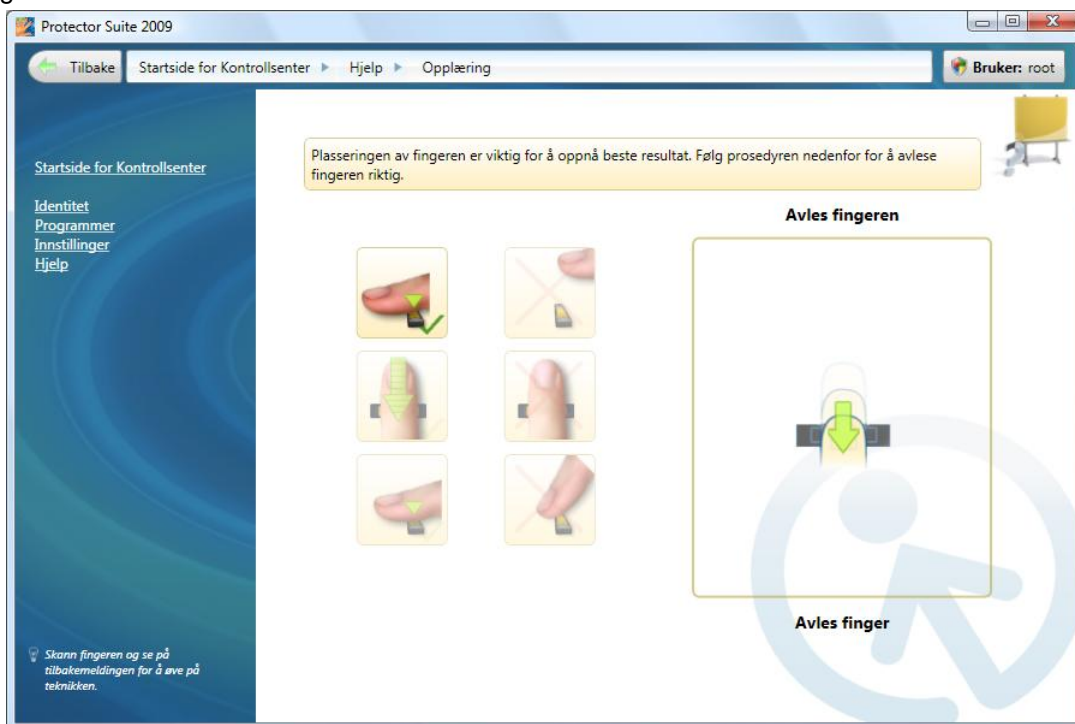 Protector Suite 2009
Tilbake Startside for Kontrollsenter Hjelp Opplæring Bruker: root
Startside for Kontrollsenter
Identitet
Programmer
Innstillinger
Hjelp
Plasseringen av fingeren er viktig for å oppnå beste resultat. Følg prosedyren nedenfor for å avlese
fingeren riktig.
Avles fingeren
Avles finger
Skann fingeren og se på
tilbakemeldingen for å øve på
teknikken.